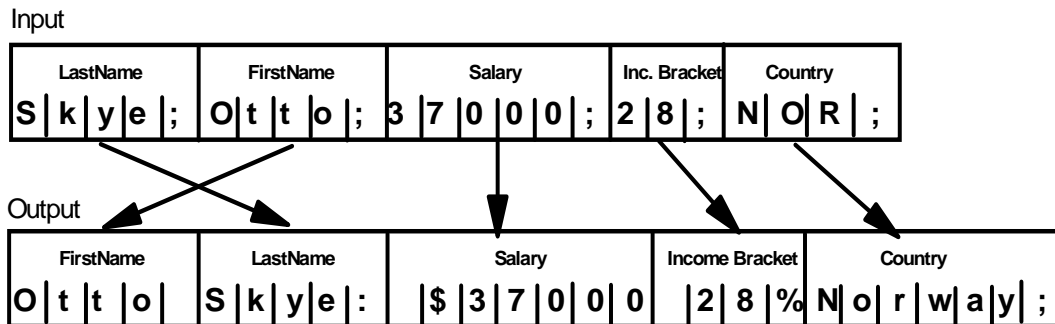 Input
LastName FirstName Salary Inc. Bracket Country
S|k|y|e|; O|t|t|o|; 3|7|0|0|0|; 2|8|; N|O|R|;
Output
FirstName LastName Salary Income Bracket Country
O|t|t|o| S|k|y|e|: |$|3|7|0|0|0 |2|8|% N|o|r|w|a|y|;